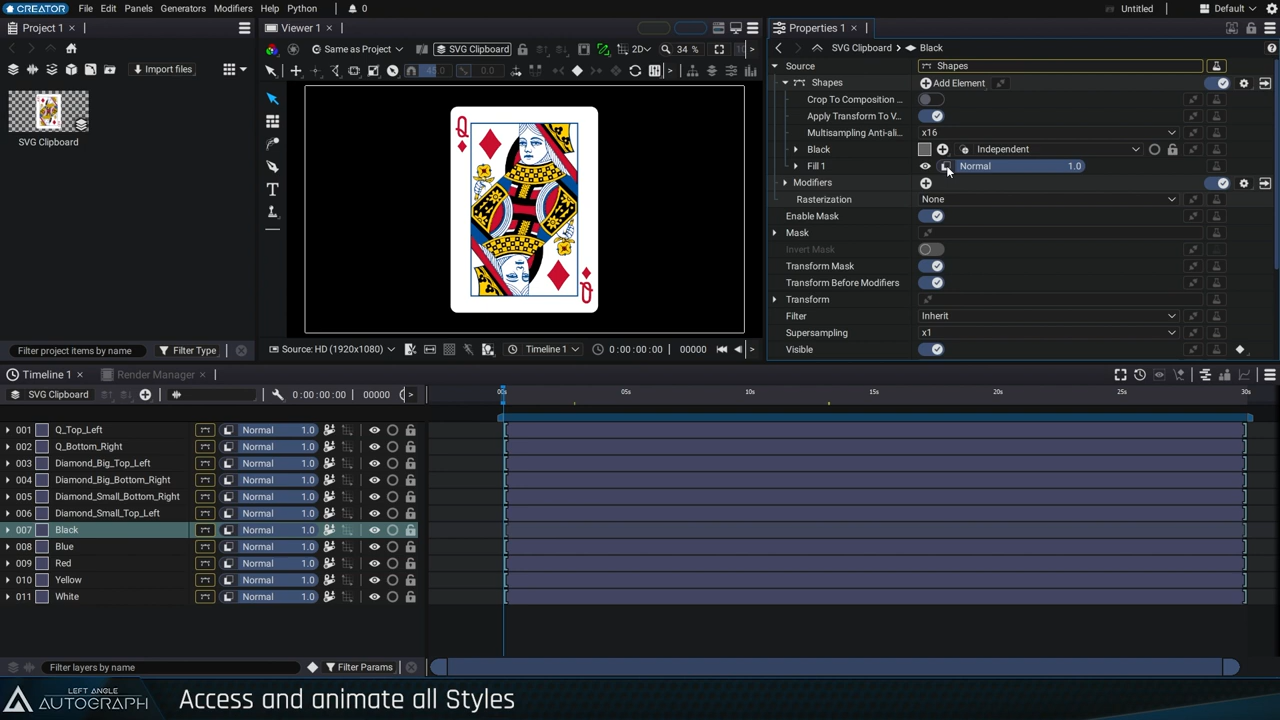 CREATOR File Edit Panels Generators Modifiers Help Python 0 Untitled Default
Project 1 Viewer 1 Properties 1
Same as Project SVG Clipboard 2D 34 % SVG Clipboard Black
Import files
SVG Clipboard
Q
Source Shapes
Shapes Add Element
Crop To Composition ...
Apply Transform To V...
Multisampling Anti-ali... x16
Black Independent
Fill 1 Normal 1.0
Modifiers
Rasterization None
Enable Mask
Mask
Invert Mask
Transform Mask
Transform Before Modifiers
Transform
Filter Inherit
Supersampling x1
Visible
Filter project items by name Filter Type Source: HD (1920x1080) Timeline 1 0:00:00:00 00000
Timeline 1 Render Manager
SVG Clipboard 0:00:00:00 00000 00s 05s 10s 15s 20s 25s 30s
001 Q_Top_Left Normal 1.0
002 Q_Bottom_Right Normal 1.0
003 Diamond_Big_Top_Left Normal 1.0
004 Diamond_Big_Bottom_Right Normal 1.0
005 Diamond_Small_Bottom_Right Normal 1.0
006 Diamond_Small_Top_Left Normal 1.0
007 Black Normal 1.0
008 Blue Normal 1.0
009 Red Normal 1.0
010 Yellow Normal 1.0
011 White Normal 1.0
Filter layers by name Filter Params
LEFT ANGLE
AUTOGRAPH
Access and animate all Styles